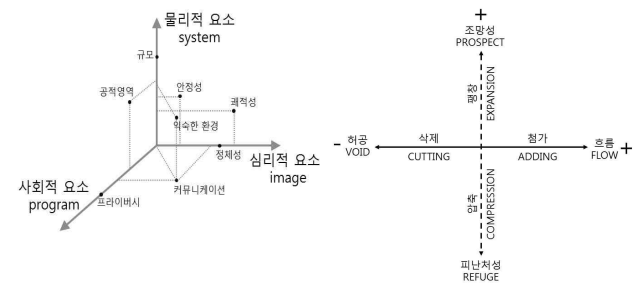 물리적 요소
system
규모
공적영역
안정성
쾌적성
익숙한 환경
정체성
심리적 요소
image
사회적 요소
program
프라이버시
커뮤니케이션
+
조망성
PROSPECT
팽창
EXPANSION
- 허공
VOID
삭제
CUTTING
첨가
ADDING
흐름 +
FLOW
압축
COMPRESSION
피난처성
REFUGE